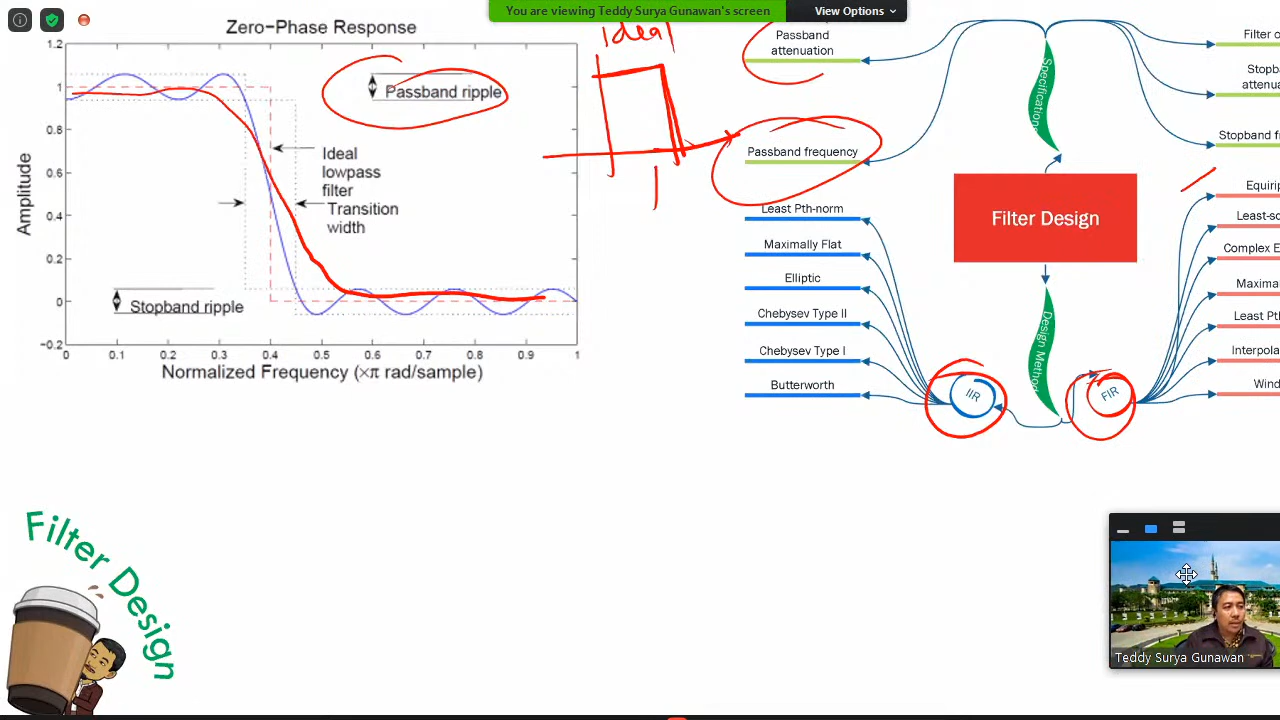 You are viewing Teddy Surya Gunawan's screen
View Options
Zero-Phase Response
1.2
1
0.8
0.6
0.4
0.2
0
-0.2
Amplitude
0
0.1
0.2
0.3
0.4
0.5
0.6
0.7
0.8
0.9
1
Normalized Frequency (×π rad/sample)
Passband ripple
Ideal
lowpass
filter
Transition
width
Stopband ripple
ideal
Passband
attenuation
Passband frequency
Least Pth-norm
Maximally Flat
Elliptic
Chebysev Type II
Chebysev Type I
Butterworth
Specifications
Filter Design
Design Method
IIR
FIR
Filter o
Stopb
attenua
Stopband f
Equirip
Least-sq
Complex E
Maxima
Least Pt
Interpola
Wind
Filter Design
Teddy Surya Gunawan